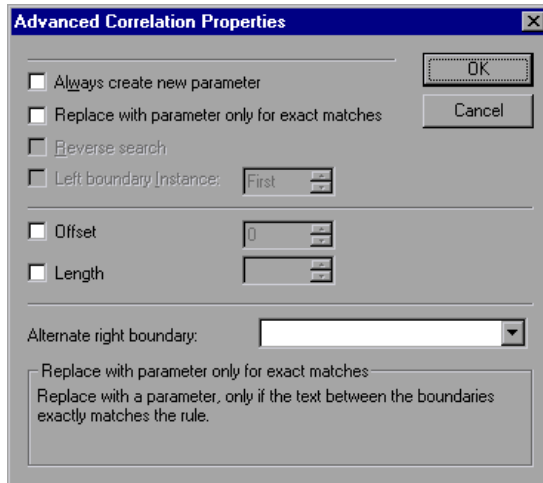 Advanced Correlation Properties
Always create new parameter
OK
Replace with parameter only for exact matches
Cancel
Reverse search
Left boundary Instance:
First
Offset
0
Length
Alternate right boundary:
Replace with parameter only for exact matches
Replace with a parameter, only if the text between the boundaries
exactly matches the rule.